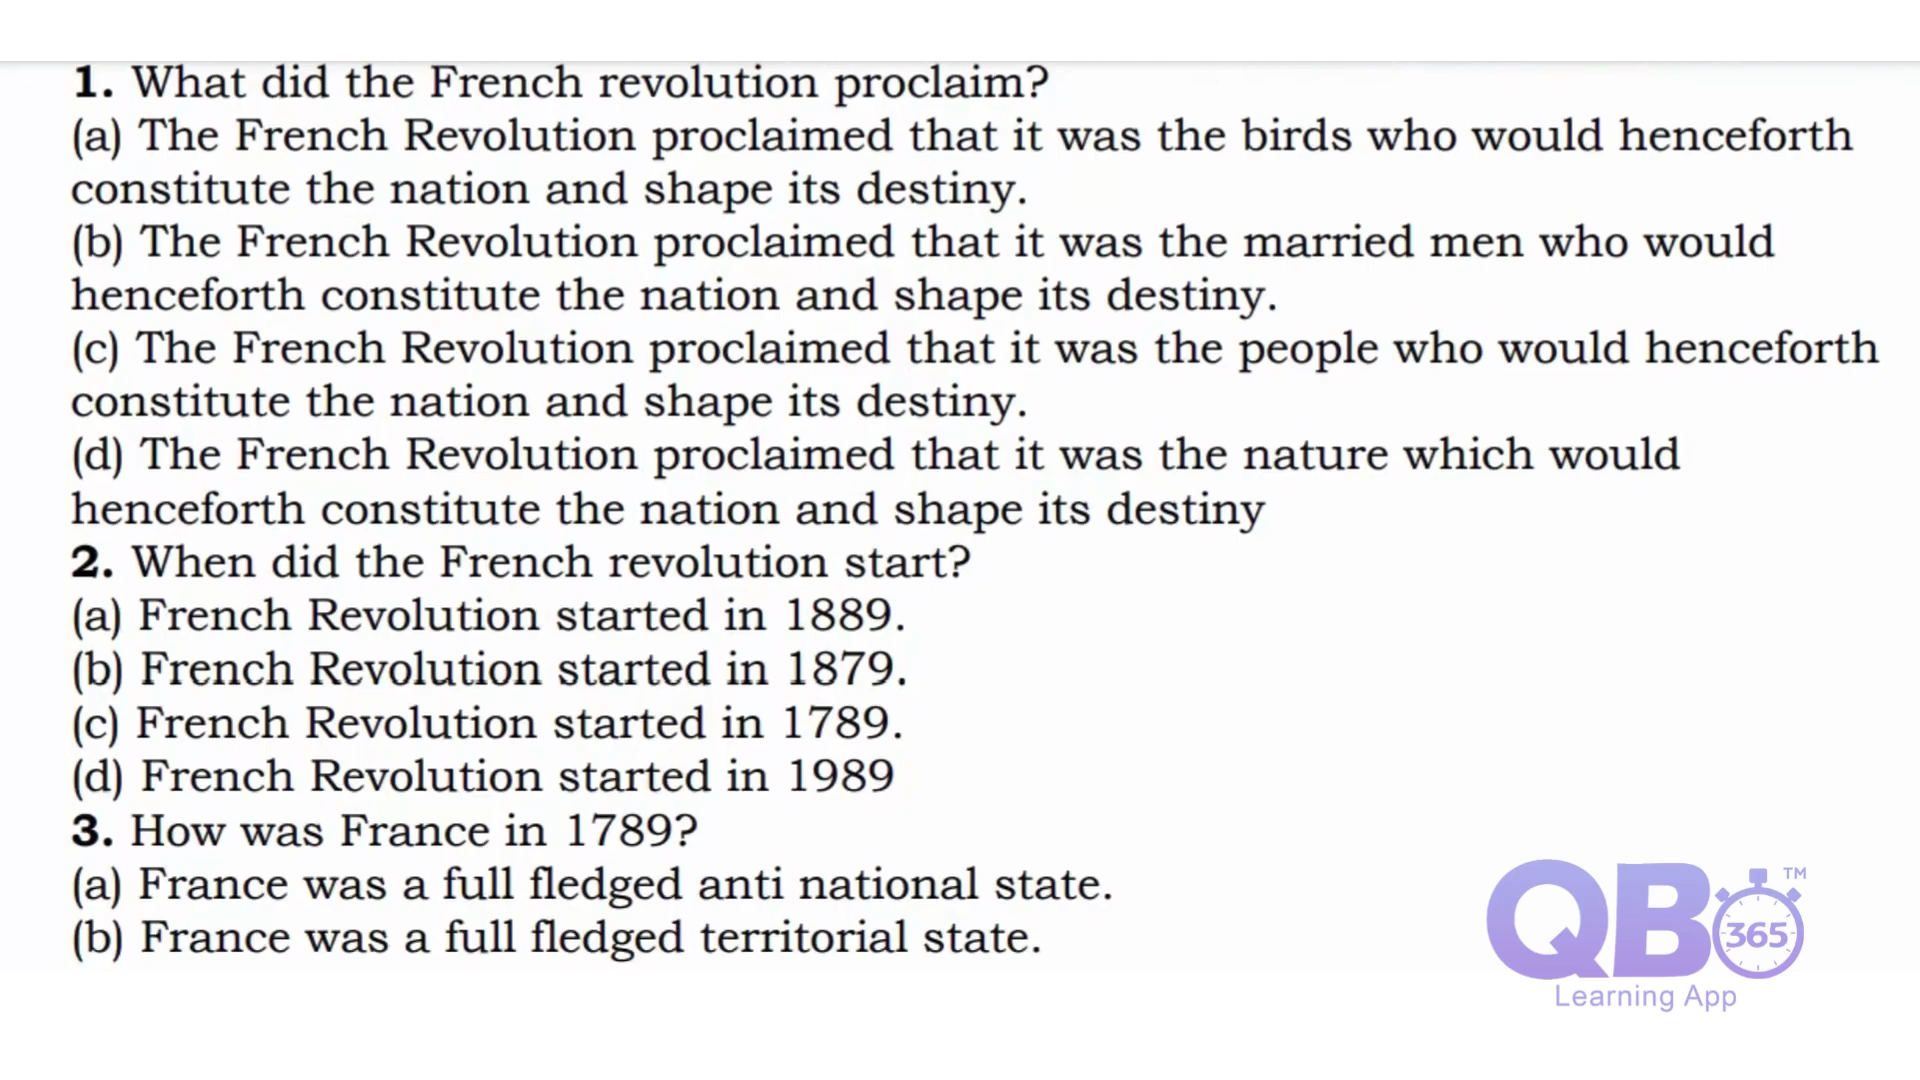 1. What did the French revolution proclaim?
(a) The French Revolution proclaimed that it was the birds who would henceforth
constitute the nation and shape its destiny.
(b) The French Revolution proclaimed that it was the married men who would
henceforth constitute the nation and shape its destiny.
(c) The French Revolution proclaimed that it was the people who would henceforth
constitute the nation and shape its destiny.
(d) The French Revolution proclaimed that it was the nature which would
henceforth constitute the nation and shape its destiny
2. When did the French revolution start?
(a) French Revolution started in 1889.
(b) French Revolution started in 1879.
(c) French Revolution started in 1789.
(d) French Revolution started in 1989
3. How was France in 1789?
(a) France was a full fledged anti national state.
(b) France was a full fledged territorial state.
QB365 TM
Learning App